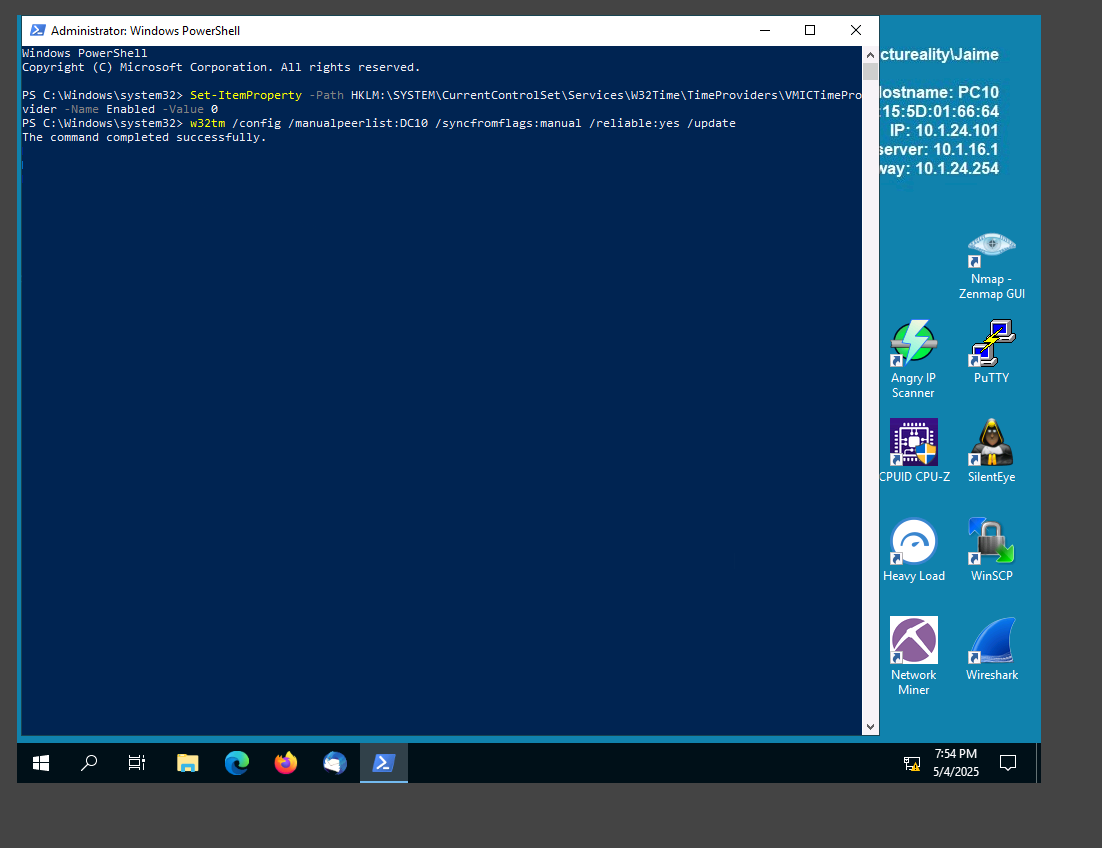 Administrator: Windows PowerShell
Windows PowerShell
Copyright (C) Microsoft Corporation. All rights reserved.
PS C:\Windows\system32> Set-ItemProperty -Path HKLM:\SYSTEM\CurrentControlSet\Services\W32Time\TimeProviders\VMICTimePro
vider -Name Enabled -Value 0
PS C:\Windows\system32> w32tm /config /manualpeerlist:DC10 /syncfromflags:manual /reliable:yes /update
The command completed successfully.
ctureality\Jaime
ostname: PC10
15:5D:01:66:64
IP: 10.1.24.101
server: 10.1.16.1
way: 10.1.24.254
Nmap -
Zenmap GUI
Angry IP
Scanner
PuTTY
CPUID CPU-Z
SilentEye
Heavy Load
WinSCP
Network
Miner
Wireshark
7:54 PM
5/4/2025